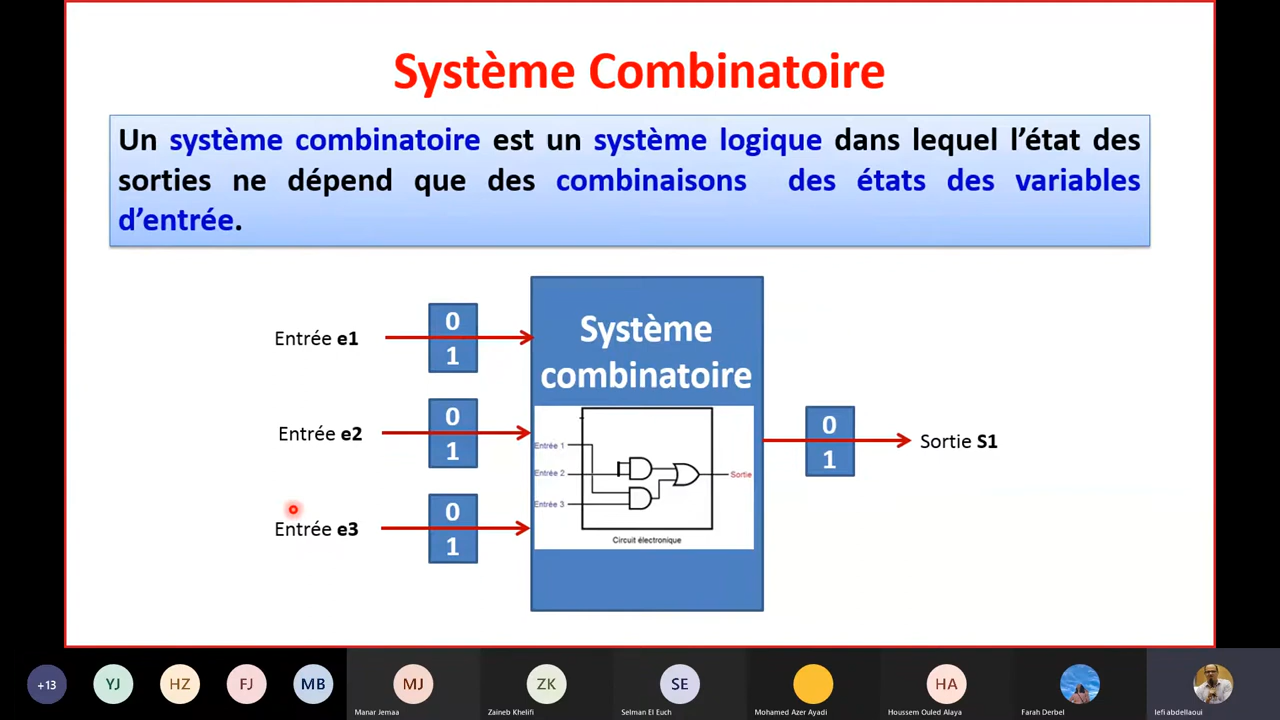 Système Combinatoire
Un système combinatoire est un système logique dans lequel l’état des
sorties ne dépend que des combinaisons des états des variables
d’entrée.
Entrée e1
0
1
Entrée e2
0
1
Entrée e3
0
1
Système
combinatoire
Entrée 1
Entrée 2
Entrée 3
Sortie
Circuit électronique
0
1
Sortie S1
+13
YJ
HZ
FJ
MB
MJ
Manar Jemaa
ZK
Zaineb Khelifi
SE
Selman El Euch
Mohamed Azer Ayadi
HA
Houssem Ouled Alaya
Farah Derbel
lefi abdellaoui